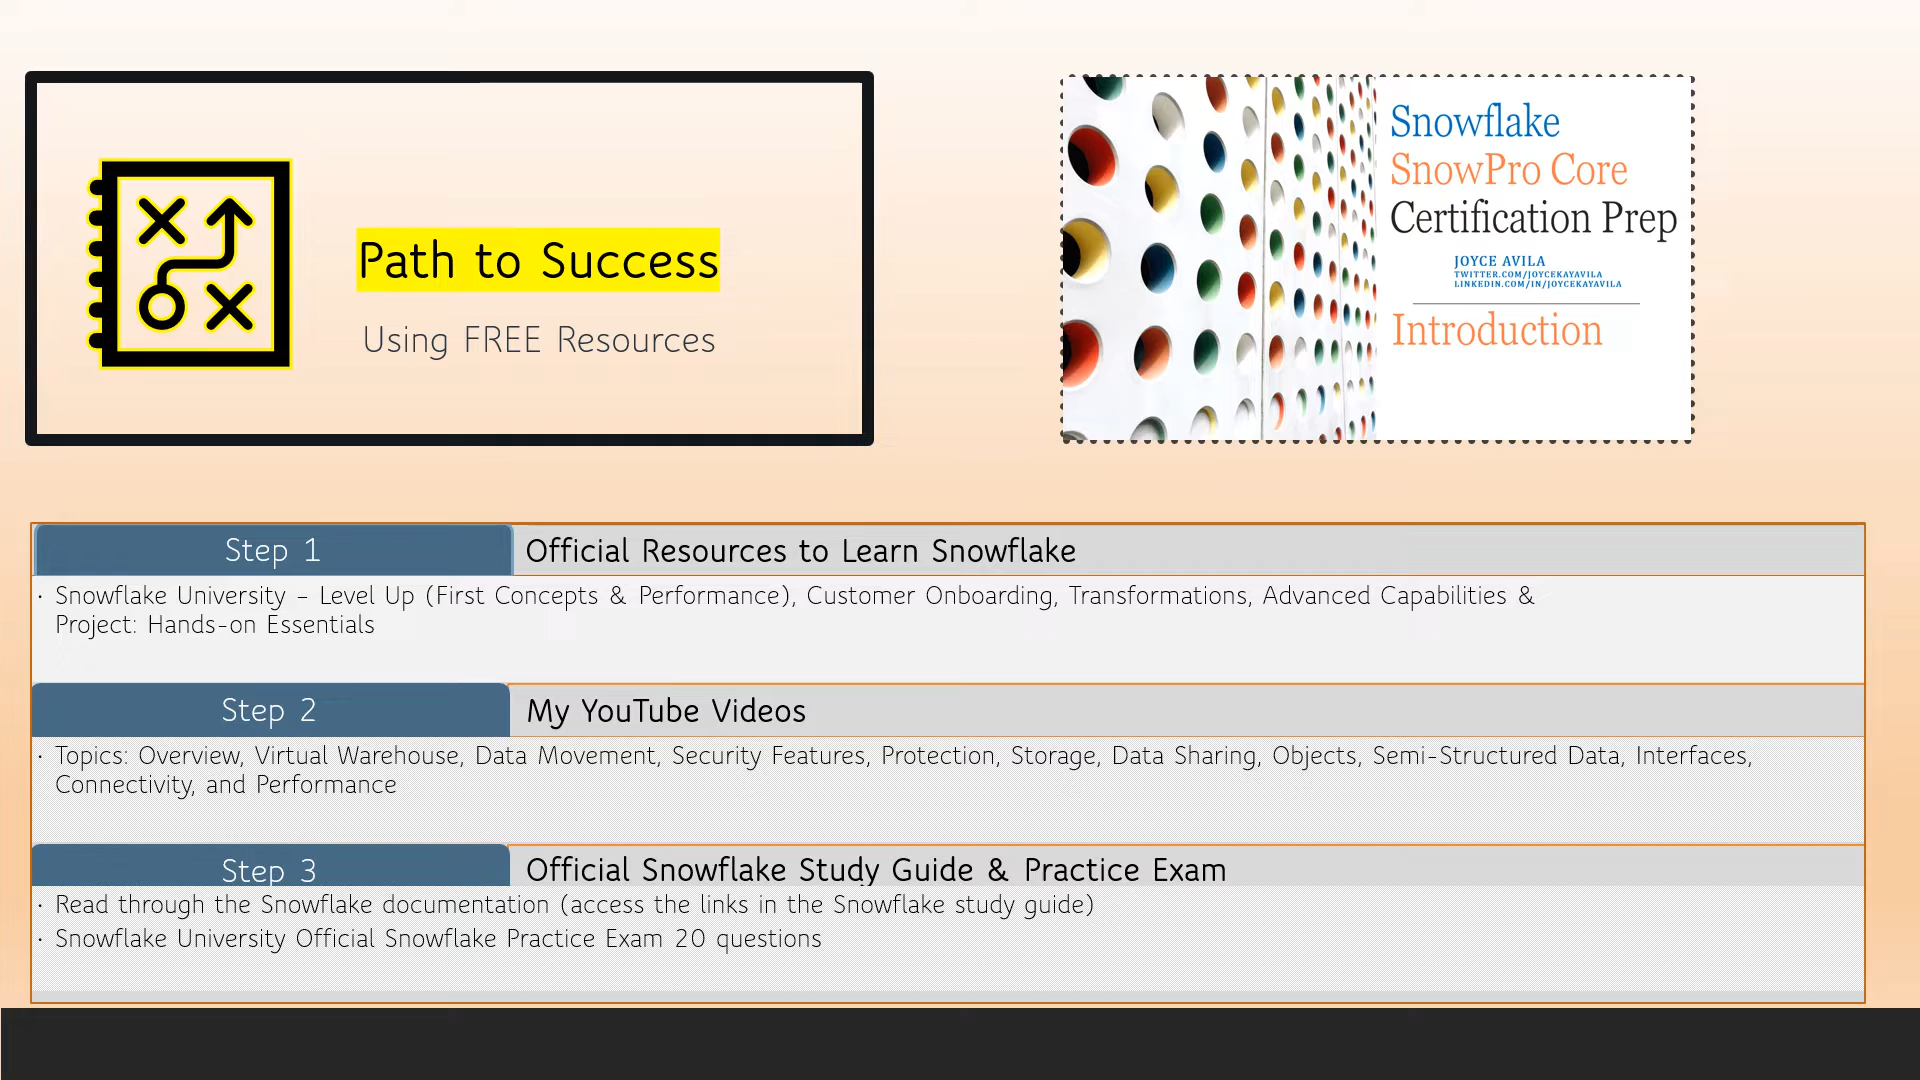 Path to Success
Using FREE Resources
Snowflake
SnowPro Core
Certification Prep
JOYCE AVILA
TWITTER.COM/JOYCEKAYAVILA
LINKEDIN.COM/IN/JOYCEKAYAVILA
Introduction
Step 1
Official Resources to Learn Snowflake
· Snowflake University – Level Up (First Concepts & Performance), Customer Onboarding, Transformations, Advanced Capabilities &
Project: Hands-on Essentials
Step 2
My YouTube Videos
· Topics: Overview, Virtual Warehouse, Data Movement, Security Features, Protection, Storage, Data Sharing, Objects, Semi-Structured Data, Interfaces,
Connectivity, and Performance
Step 3
Official Snowflake Study Guide & Practice Exam
· Read through the Snowflake documentation (access the links in the Snowflake study guide)
· Snowflake University Official Snowflake Practice Exam 20 questions